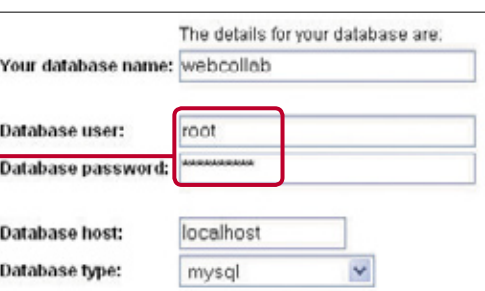 The details for your database are:
Your database name: webcollab
Database user: root
Database password: **********
Database host: localhost
Database type: mysql